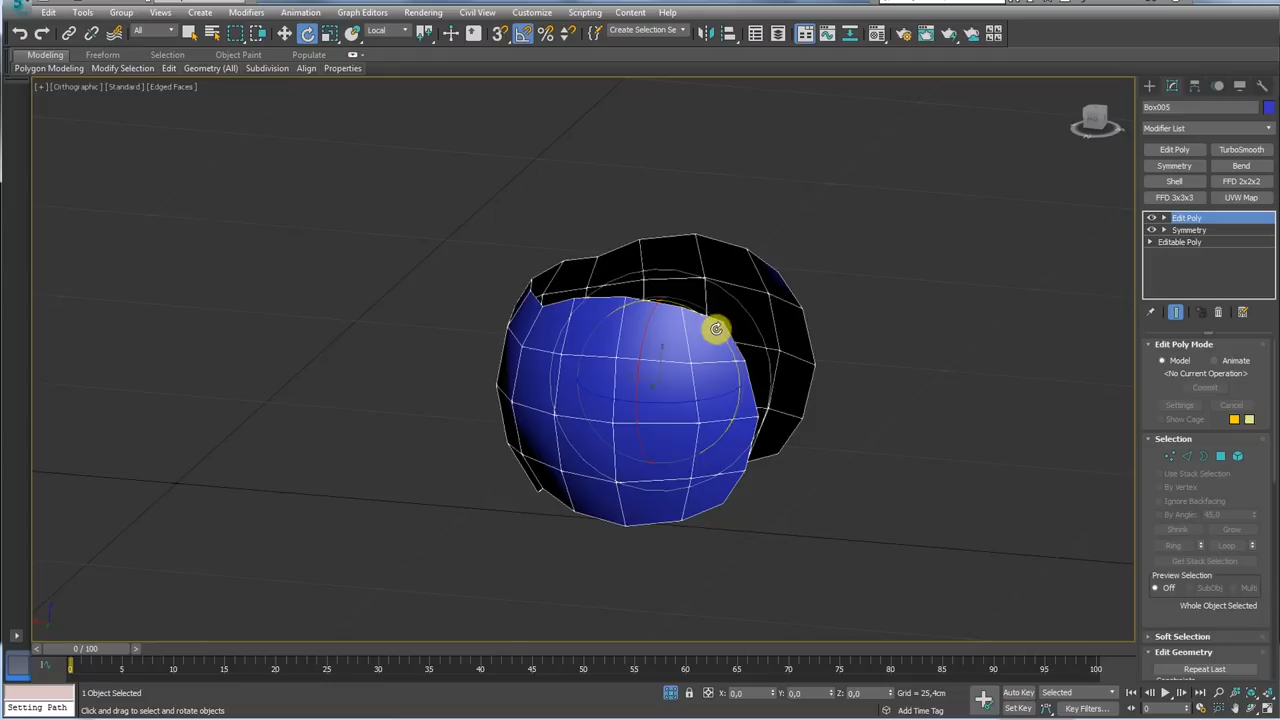 Edit Tools Group Views Create Modifiers Animation Graph Editors Rendering Civil View Customize Scripting Content Help
All Local Create Selection Se
Modeling Freeform Selection Object Paint Populate
Polygon Modeling Modify Selection Edit Geometry (All) Subdivision Align Properties
[+] [Orthographic] [Standard] [Edged Faces]
Box005
Modifier List
Edit Poly TurboSmooth
Symmetry Bend
Shell FFD 2x2x2
FFD 3x3x3 UVW Map
Edit Poly
Symmetry
Editable Poly
Edit Poly Mode
Model Animate
<No Current Operation>
Commit
Settings Cancel
Show Cage
Selection
Use Stack Selection
By Vertex
Ignore Backfacing
By Angle: 45,0
Shrink Grow
Ring Loop
Get Stack Selection
Preview Selection
Off SubObj Multi
Whole Object Selected
Soft Selection
Edit Geometry
Repeat Last
0 / 100
0 5 10 15 20 25 30 35 40 45 50 55 60 65 70 75 80 85 90 95 100
1 Object Selected X: 0,0 Y: 0,0 Z: 0,0 Grid = 25,4cm Auto Key Selected
Setting Path Click and drag to select and rotate objects Add Time Tag Set Key Key Filters... 0